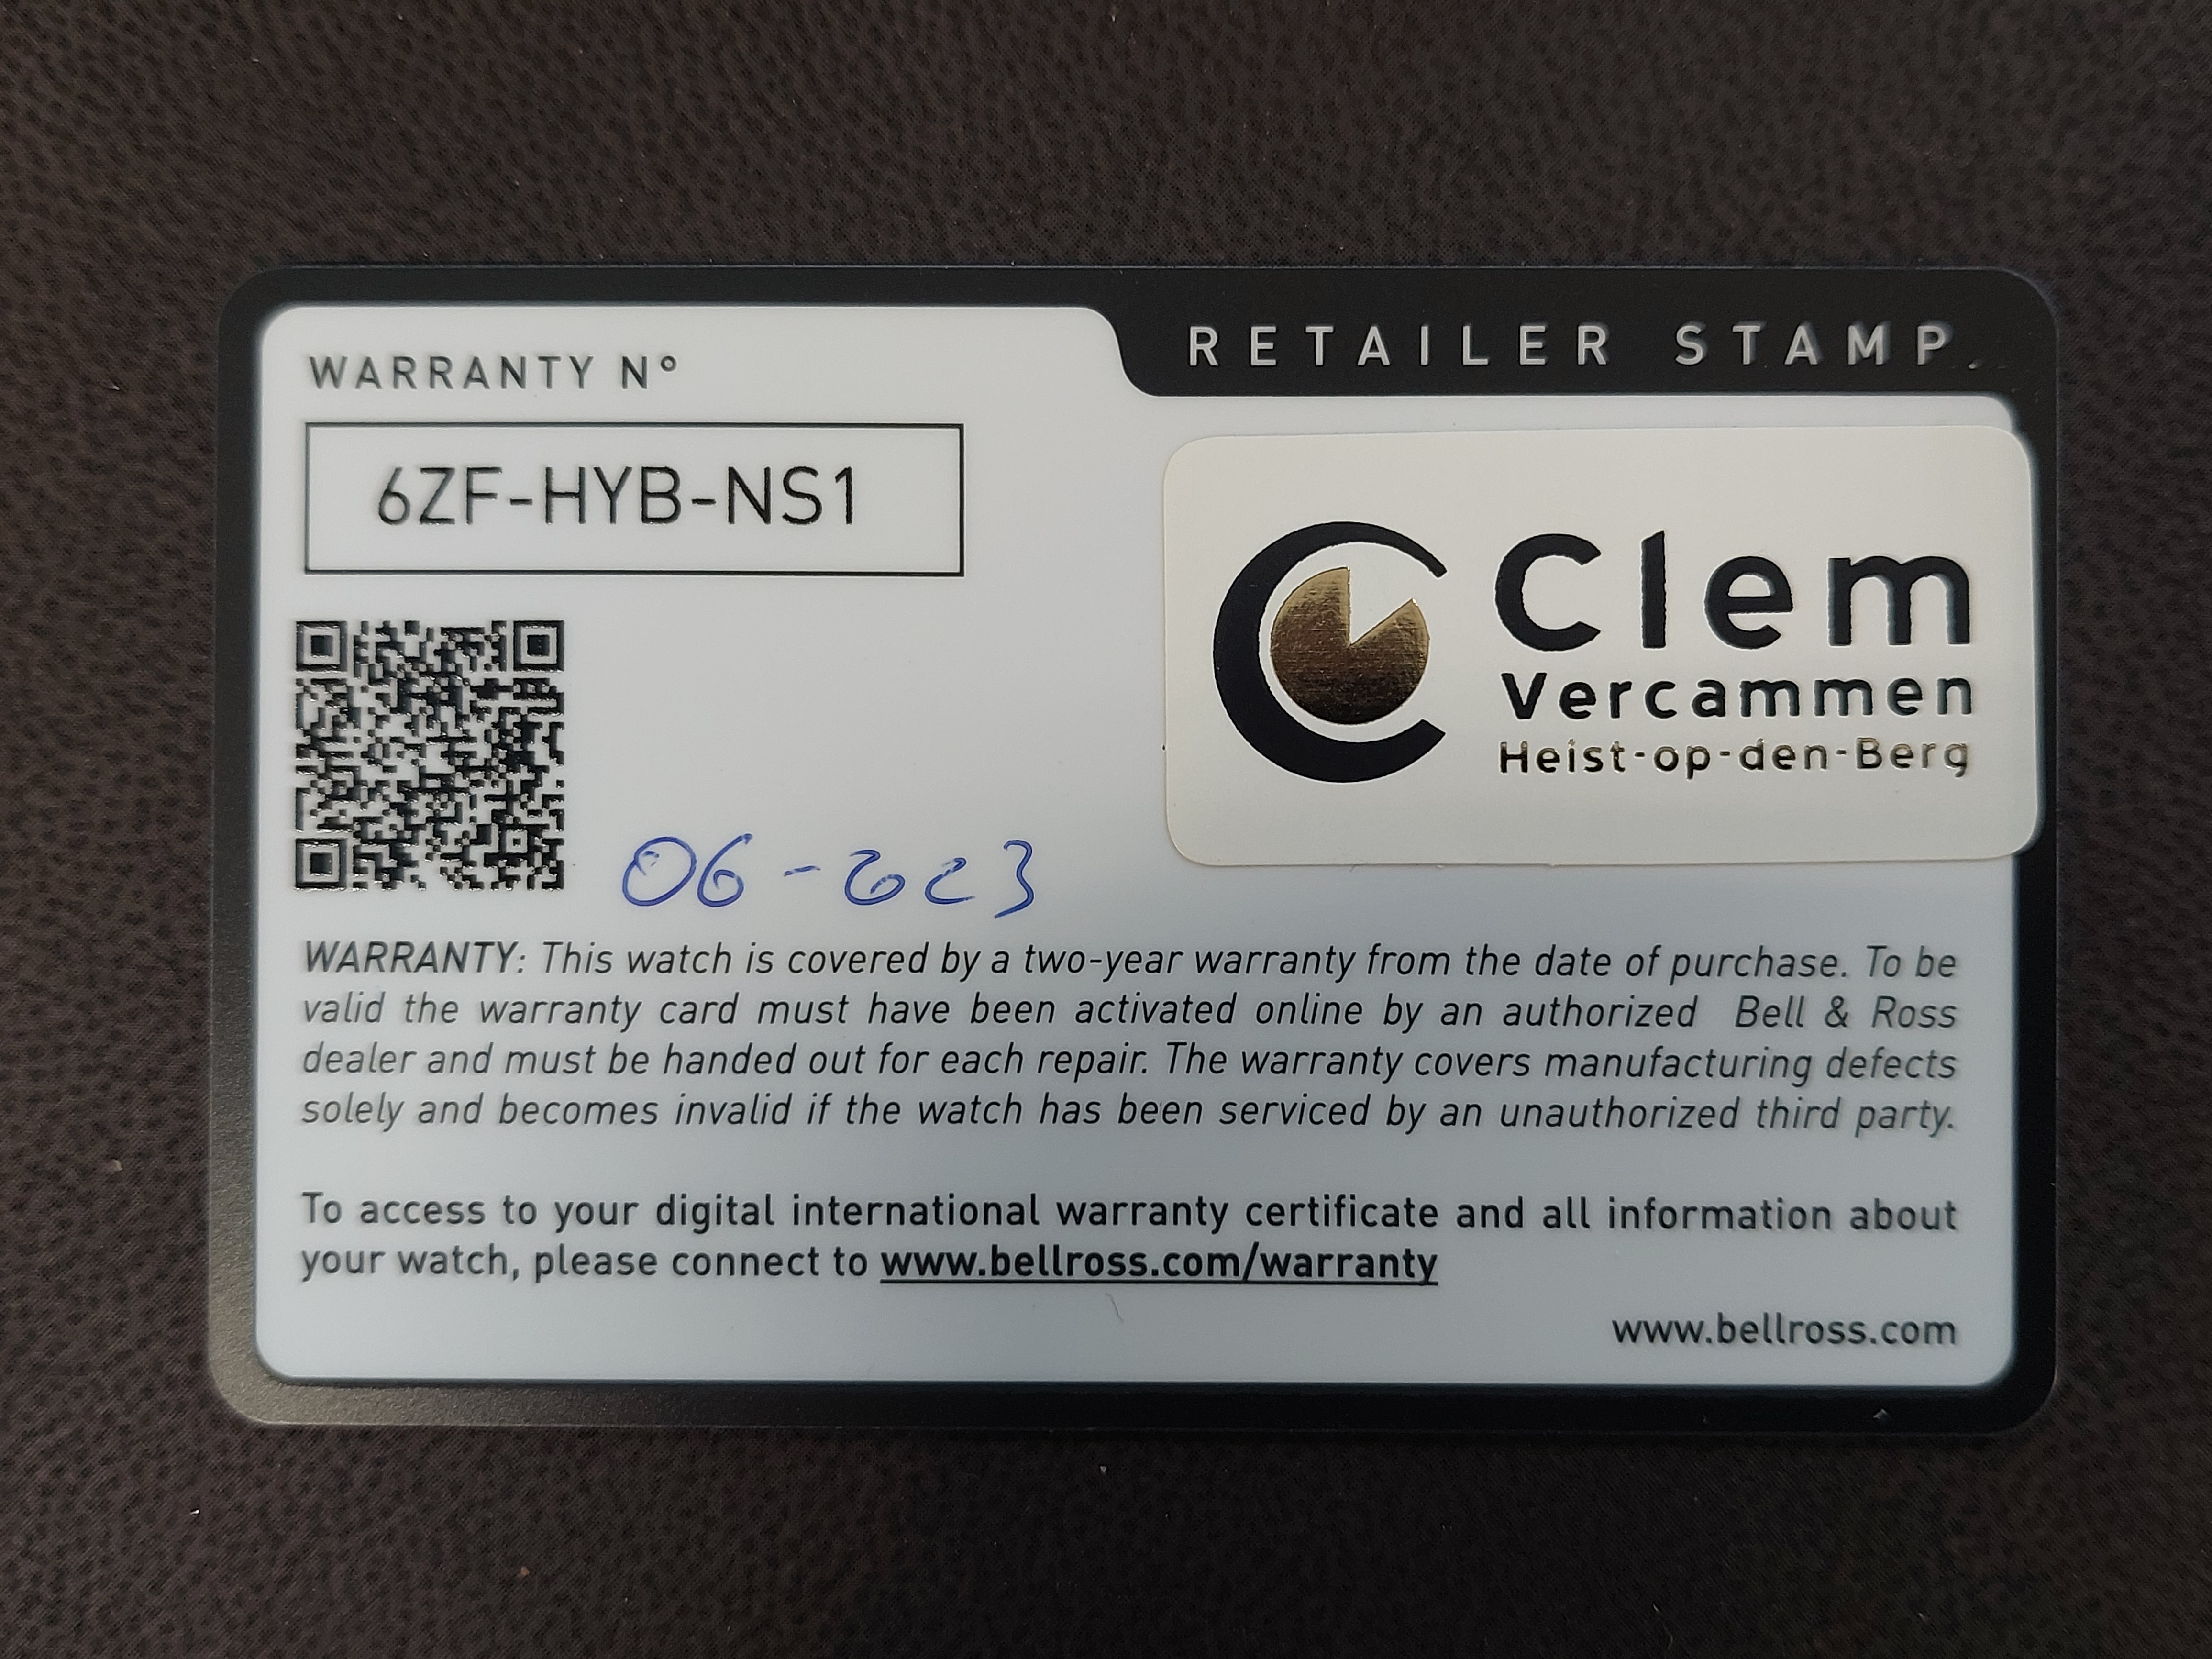 WARRANTY N°
RETAILER STAMP
6ZF-HYB-NS1
Clem
Vercammen
Heist-op-den-Berg
06-
WARRANTY: This watch is covered by a two-year warranty from the date of purchase. To be
valid the warranty card must have been activated online by an authorized Bell & Ross
dealer and must be handed out for each repair. The warranty covers manufacturing defects
solely and becomes invalid if the watch has been serviced by an unauthorized third party.
To access to your digital international warranty certificate and all information about
your watch, please connect to www.bellross.com/warranty
www.bellross.com